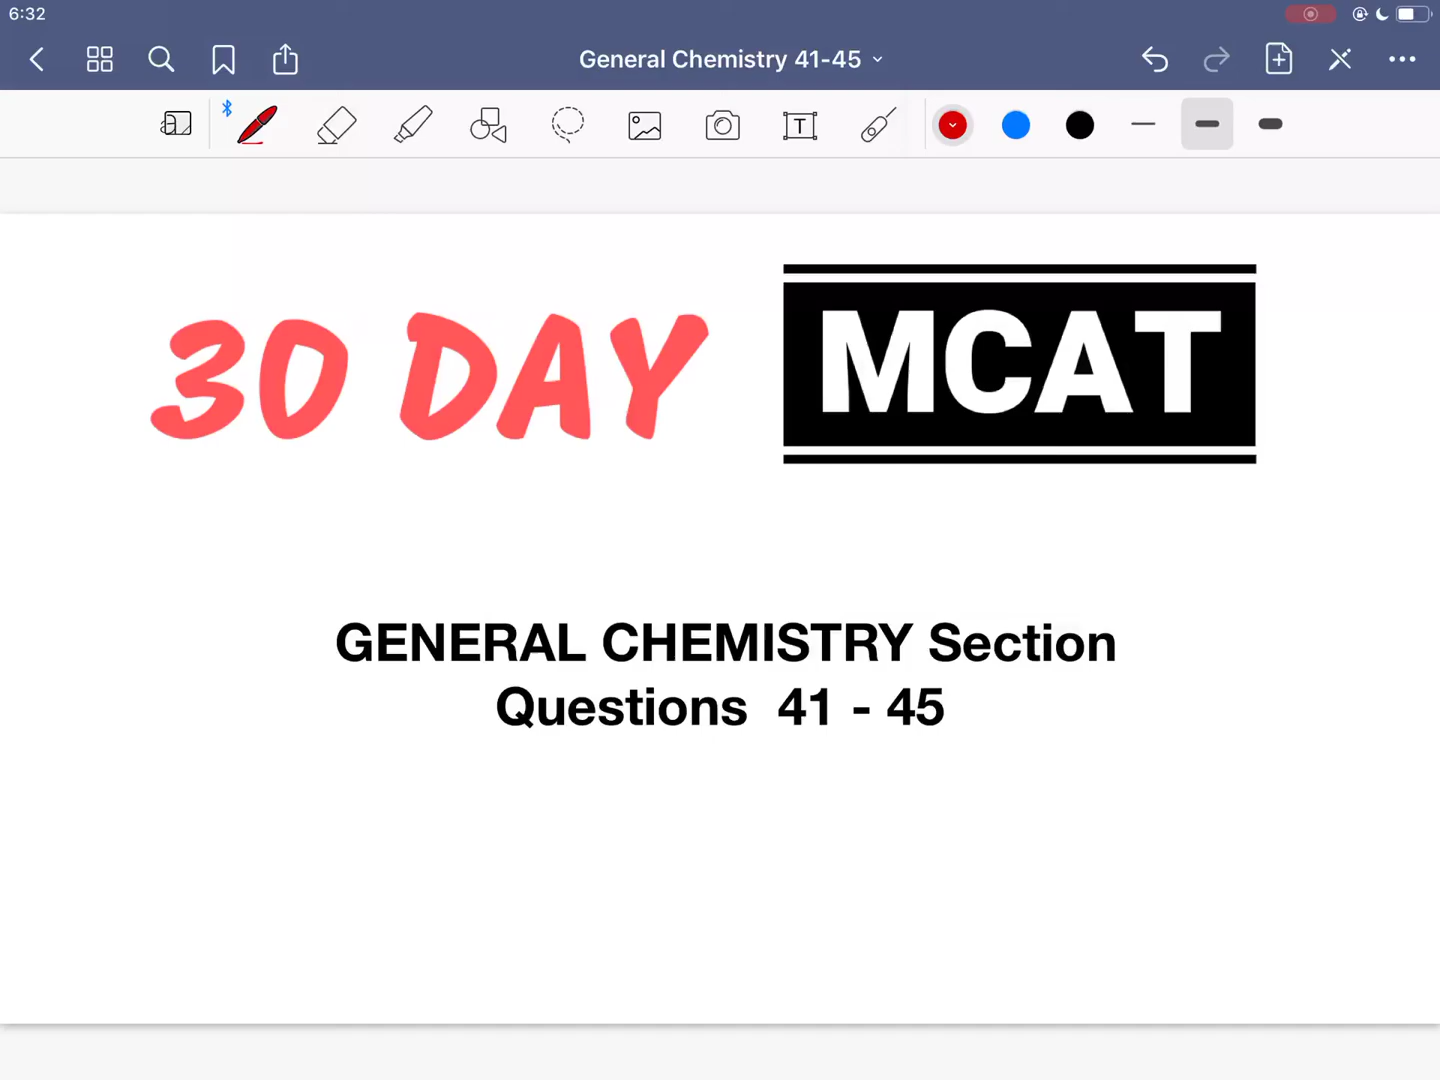 6:32
General Chemistry 41-45
30 DAY
MCAT
GENERAL CHEMISTRY Section
Questions 41 - 45